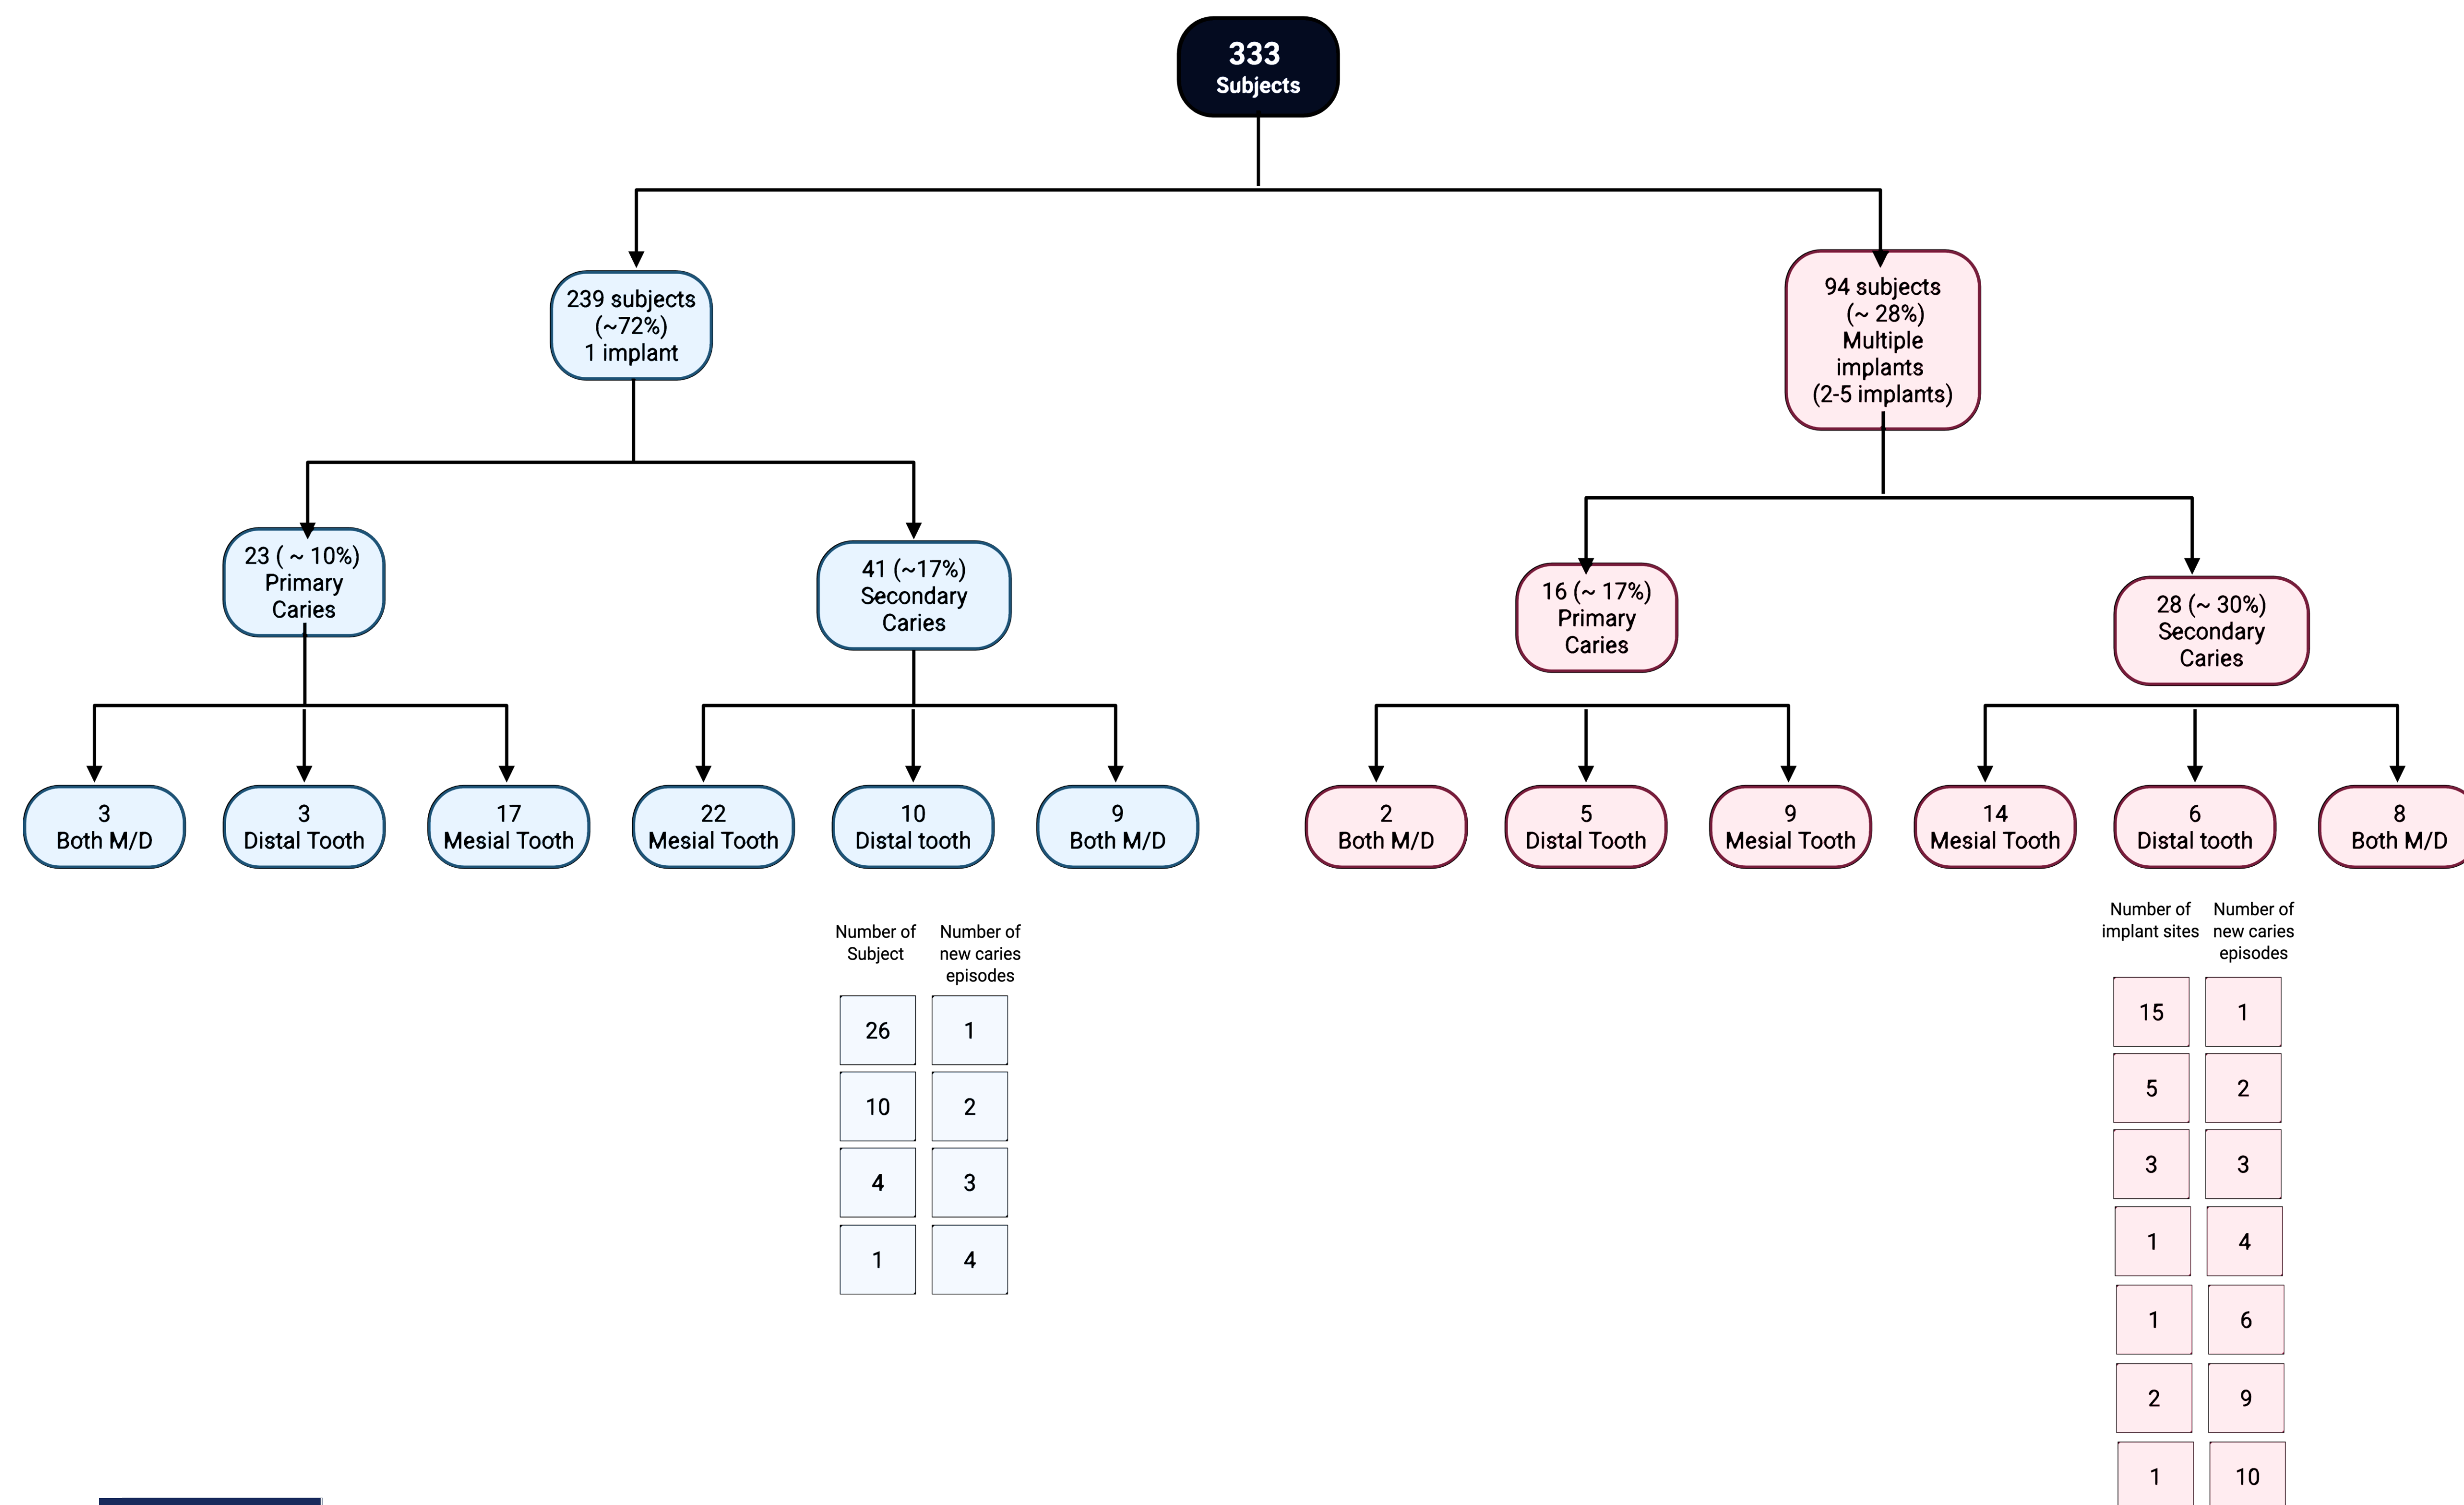 333
Subjects
239 subjects
(~72%)
1 implant
94 subjects
(~ 28%)
Multiple
implants
(2-5 implants)
23 ( ~ 10%)
Primary
Caries
41 (~17%)
Secondary
Caries
16 (~ 17%)
Primary
Caries
28 (~ 30%)
Secondary
Caries
3
Both M/D
3
Distal Tooth
17
Mesial Tooth
22
Mesial Tooth
10
Distal tooth
9
Both M/D
2
Both M/D
5
Distal Tooth
9
Mesial Tooth
14
Mesial Tooth
6
Distal tooth
8
Both M/D
Number of
Subject
Number of
new caries
episodes
26 1
10 2
4 3
1 4
Number of
implant sites
Number of
new caries
episodes
15 1
5 2
3 3
1 4
1 6
2 9
1 10